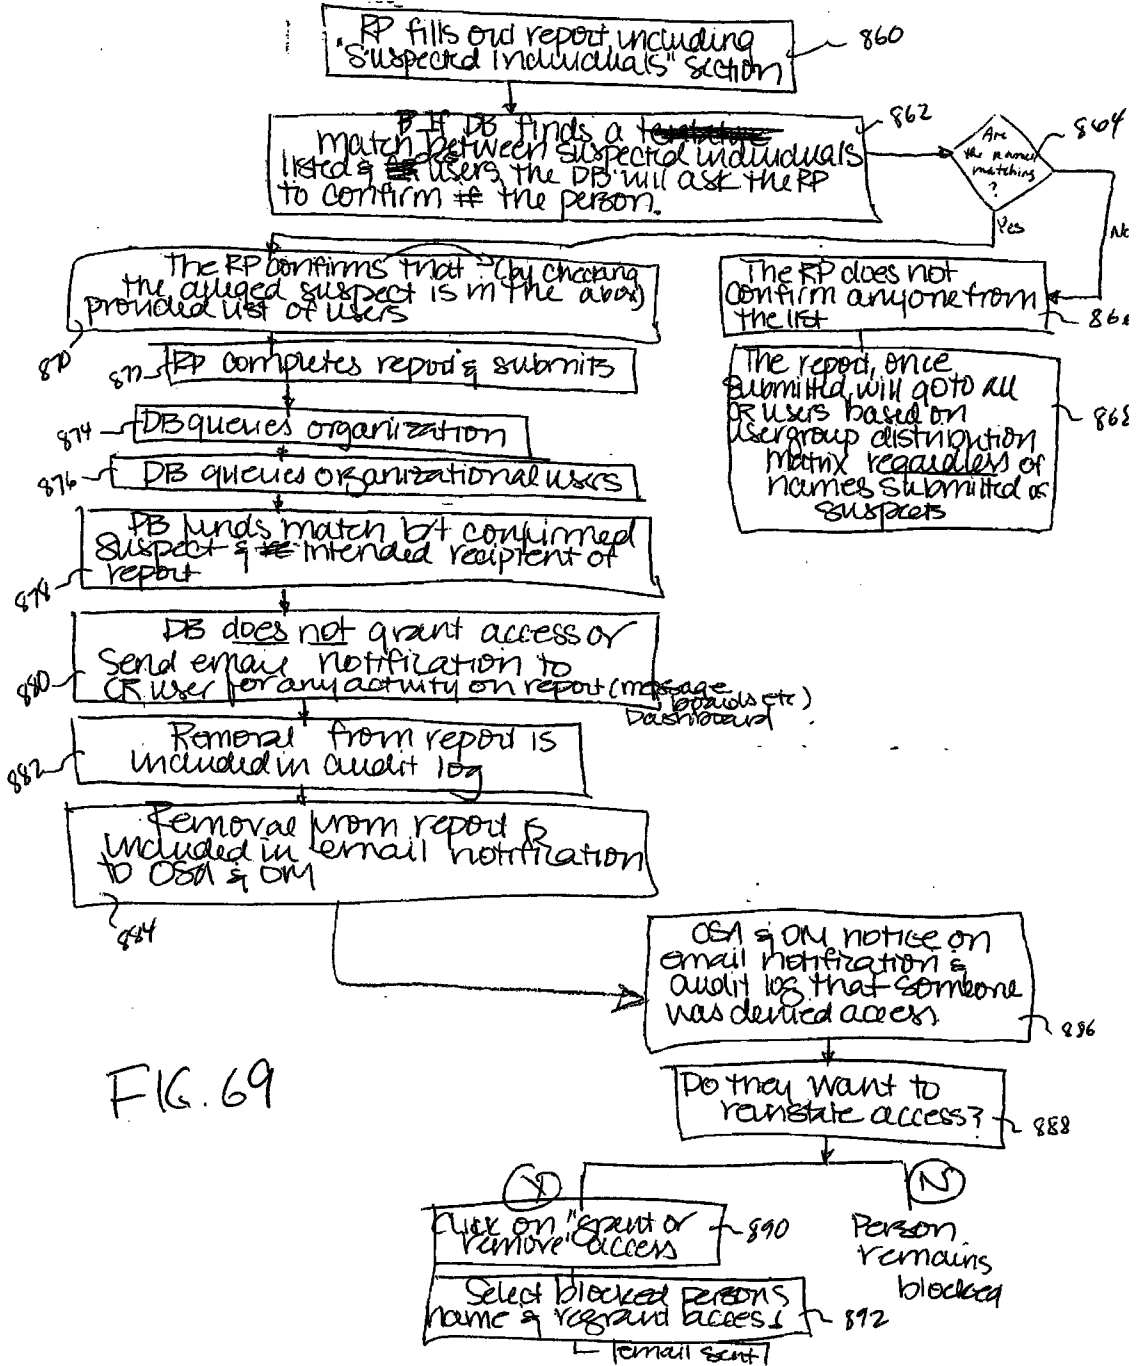 RP fills out report, including
"suspected individuals" section
860
If DB finds a
match between suspected individuals
listed & users, the DB will ask the RP
to confirm if the person.
862
Are
the names
matching
?
864
Yes
No
The RP confirms that (by checking
the alleged suspect is in the a box)
provided list of users
870
The RP does not
confirm anyone from
the list
866
RP completes report & submits
872
The report, once
submitted, will go to all
CR users based on
usergroup distribution
matrix regardless of
names submitted as
suspects
868
DB queries organization
874
DB queries organizational users
876
DB finds match b/t confirmed
suspect & intended recipient of
report
878
DB does not grant access or
send email notification to
CR user for any activity on report (message
boards etc)
Dashboard
880
Removal from report is
included in audit log
882
Removal from report is
included in email notification
to OSA & OM
884
OSA & OM notice on
email notification &
audit log that someone
was denied access
886
FIG. 69
Do they want to
reinstate access?
888
Y
N
Click on "grant or
remove" access
890
Person
remains
blocked
Select blocked persons
name & regrant access
892
email sent